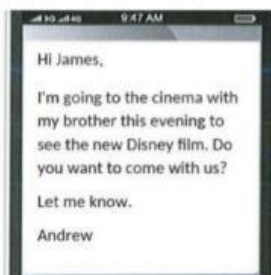 9:47 AM
Hi James,
I'm going to the cinema with
my brother this evening to
see the new Disney film. Do
you want to come with us?
Let me know.
Andrew